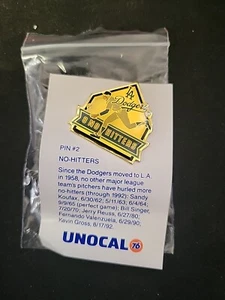 LA
Dodgers
NO-HITTERS
PIN #2
NO-HITTERS
Since the Dodgers moved to L.A.
in 1958, no other major league
team's pitchers have hurled more
no-hitters (through 1992): Sandy
Koufax, 6/30/62; 5/11/63; 6/4/64;
9/9/65 (perfect game); Bill Singer,
7/20/70; Jerry Reuss, 6/27/80;
Fernando Valenzuela, 6/29/90;
Kevin Gross, 8/17/92.
UNOCAL 76